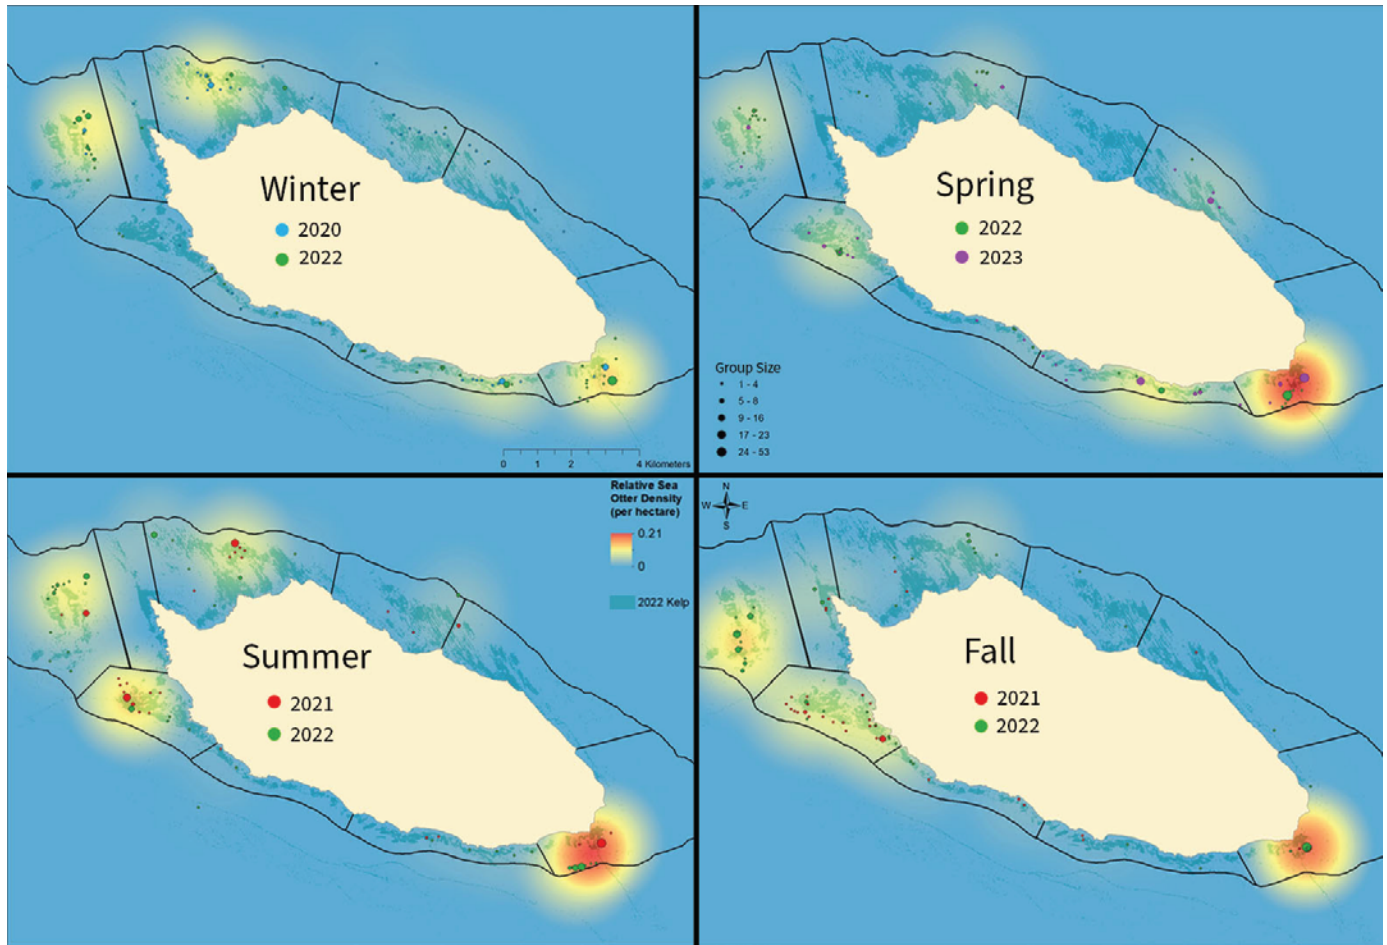 Winter
2020
2022
0 1 2 4 Kilometers
Spring
2022
2023
Group Size
1 - 4
5 - 8
9 - 16
17 - 23
24 - 53
Relative Sea
Otter Density
(per hectare)
0.21
0
2022 Kelp
Summer
2021
2022
N
W E
S
Fall
2021
2022